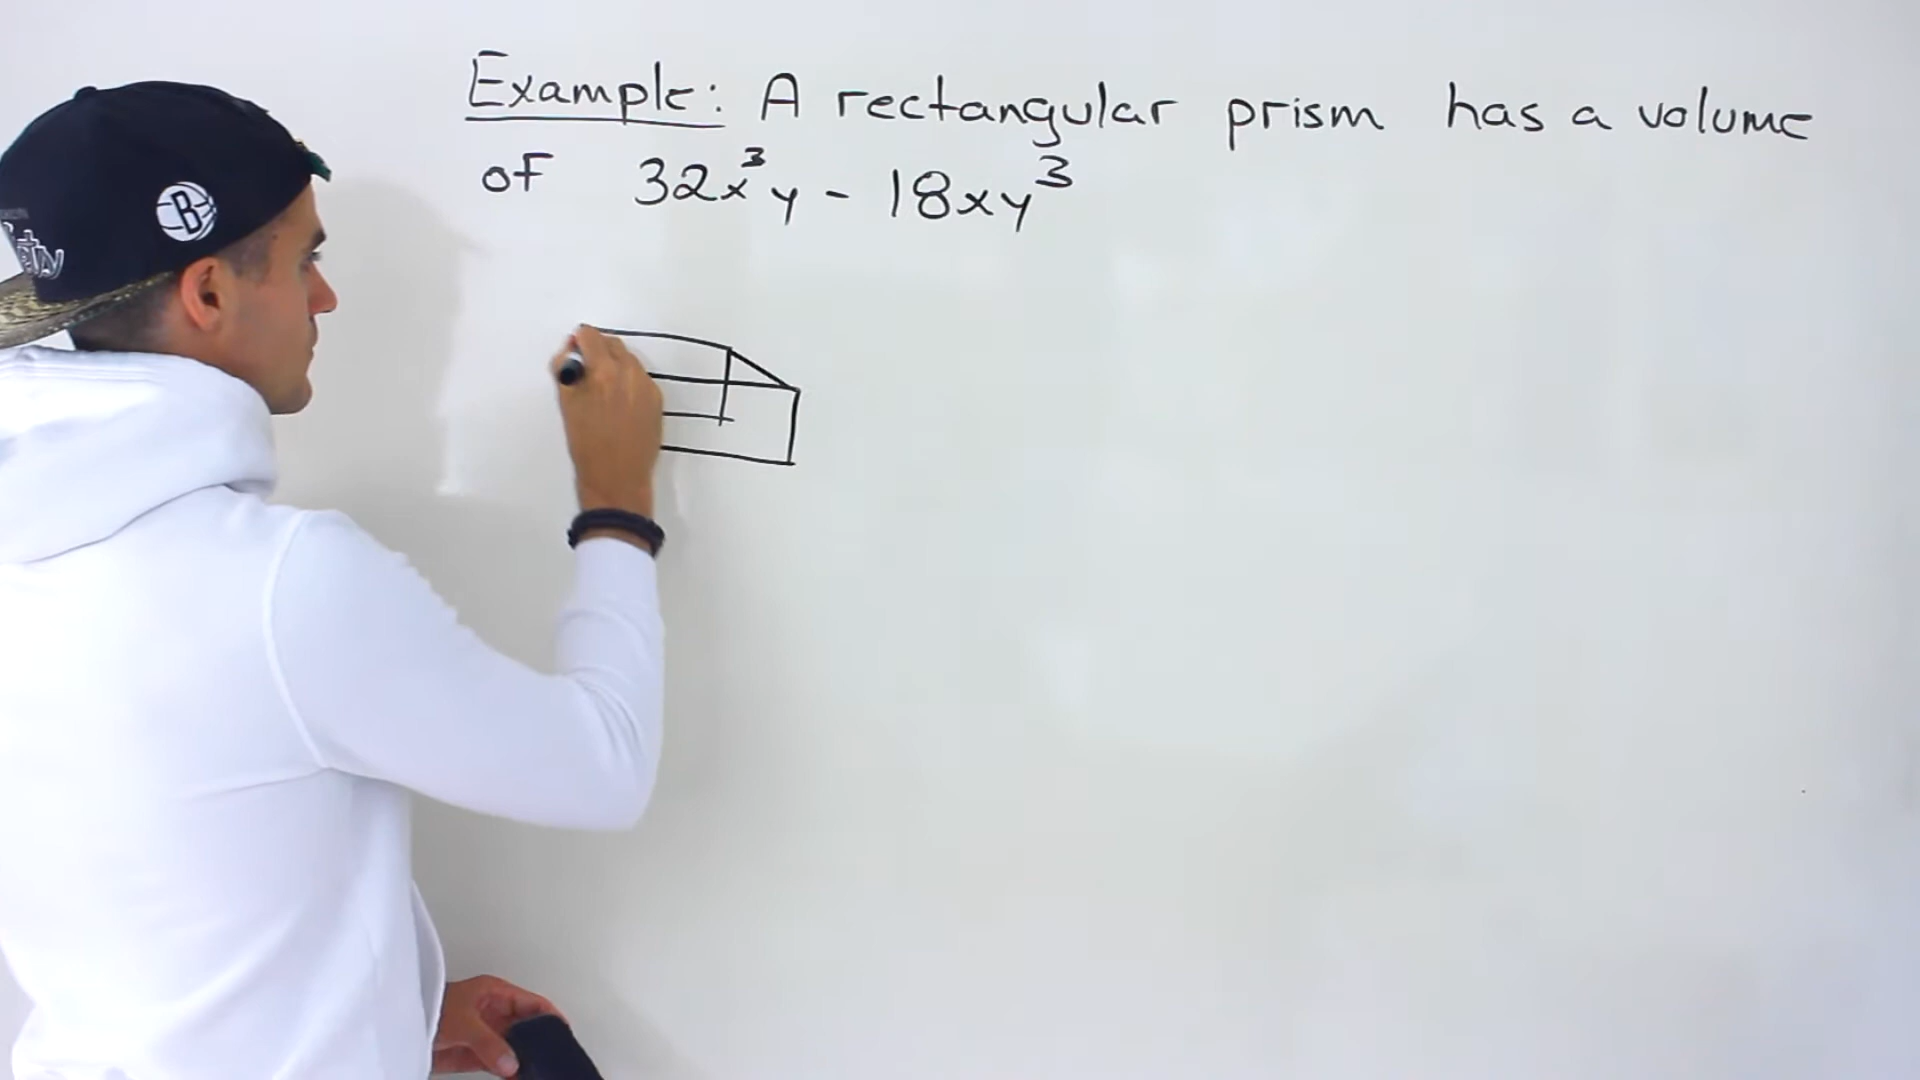 Example: A rectangular prism has a volume
of 32x³y - 18xy³
B